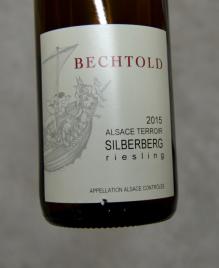 BECHTOLD
2015
ALSACE TERROIR
SILBERBERG
riesling
APPELLATION ALSACE CONTRÔLÉE